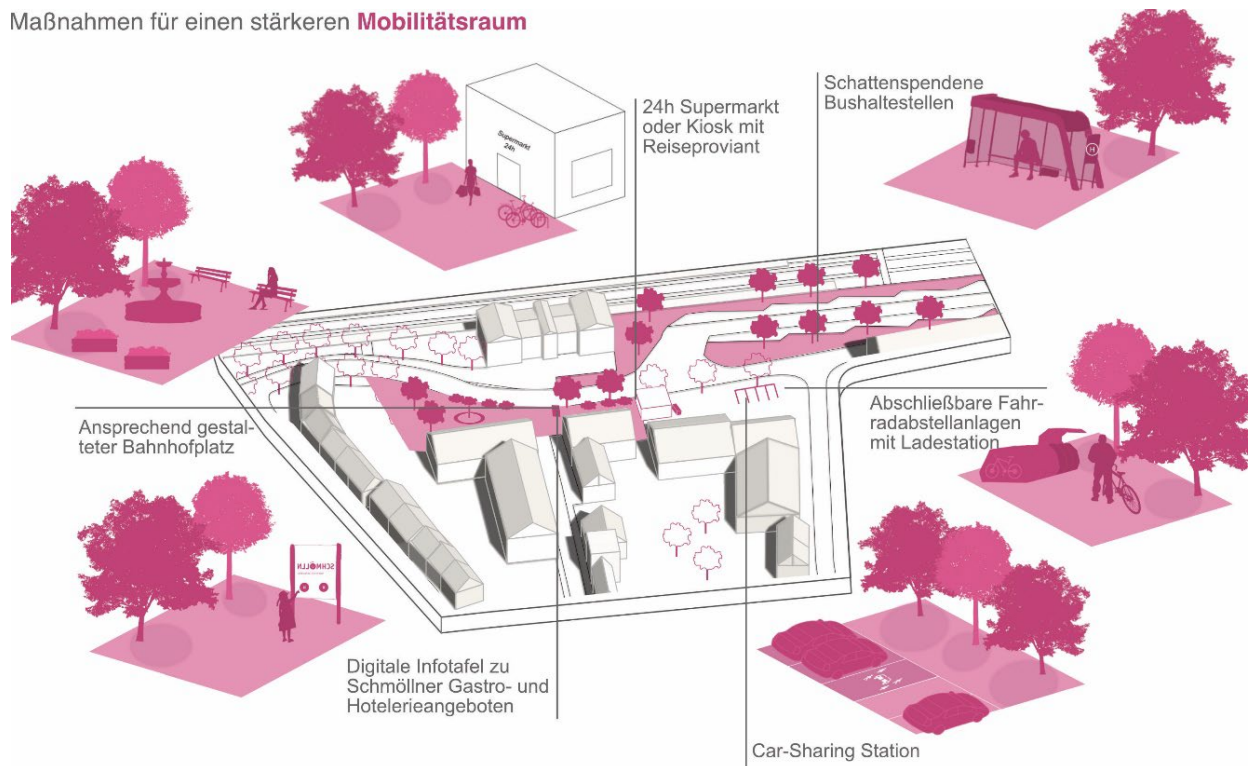 Maßnahmen für einen stärkeren Mobilitätsraum
Supermarkt
24h
24h Supermarkt
oder Kiosk mit
Reiseproviant
Schattenspendene
Bushaltestellen
H
Ansprechend gestal-
teter Bahnhofplatz
Abschließbare Fahr-
radabstellanlagen
mit Ladestation
SCHMÖLLN
Digitale Infotafel zu
Schmöllner Gastro- und
Hotelerieangeboten
Car-Sharing Station